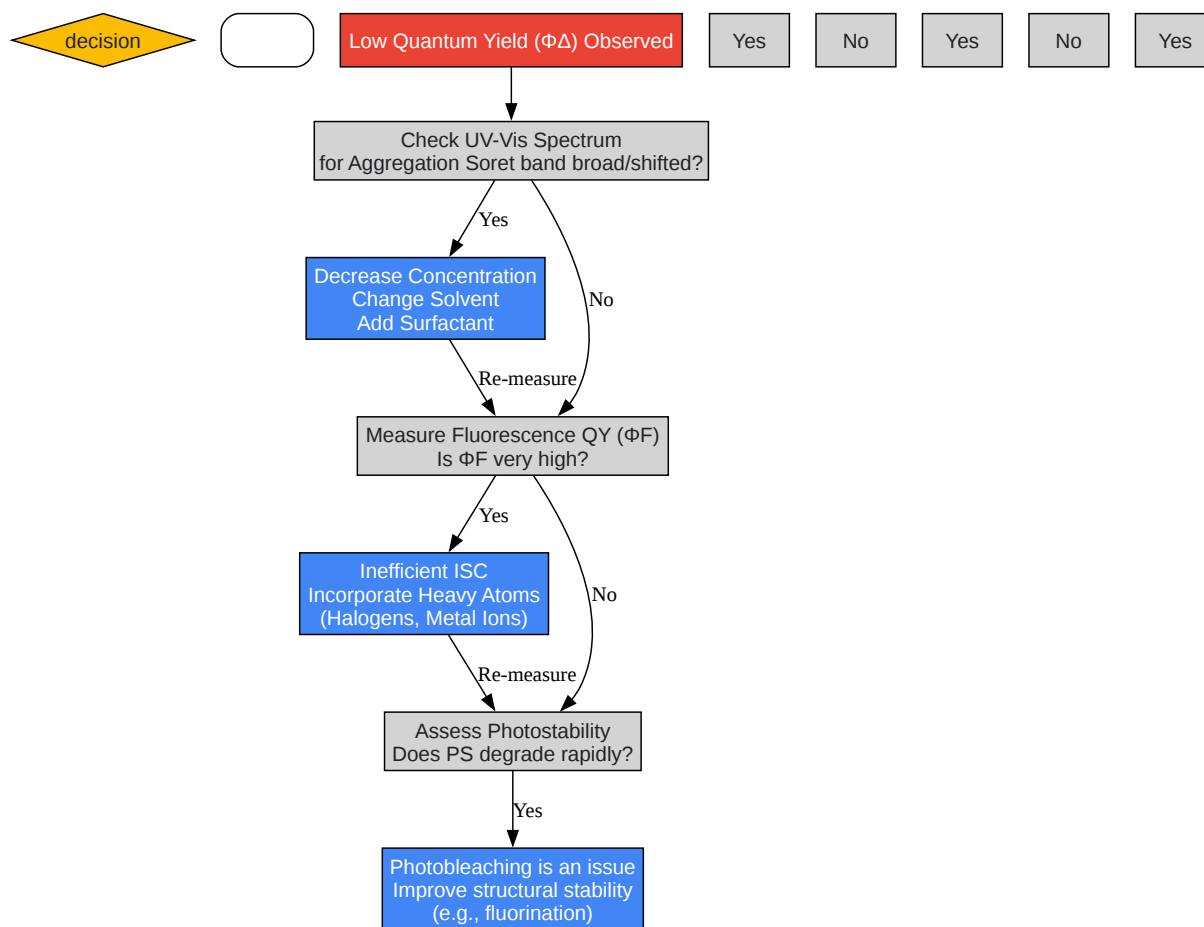 decision
Low Quantum Yield (ΦΔ) Observed
Yes
No
Yes
No
Yes
Check UV-Vis Spectrum
for Aggregation Soret band broad/shifted?
Yes
No
Decrease Concentration
Change Solvent
Add Surfactant
Re-measure
Measure Fluorescence QY (ΦF)
Is ΦF very high?
Yes
No
Inefficient ISC
Incorporate Heavy Atoms
(Halogens, Metal Ions)
Re-measure
Assess Photostability
Does PS degrade rapidly?
Yes
Photobleaching is an issue
Improve structural stability
(e.g., fluorination)